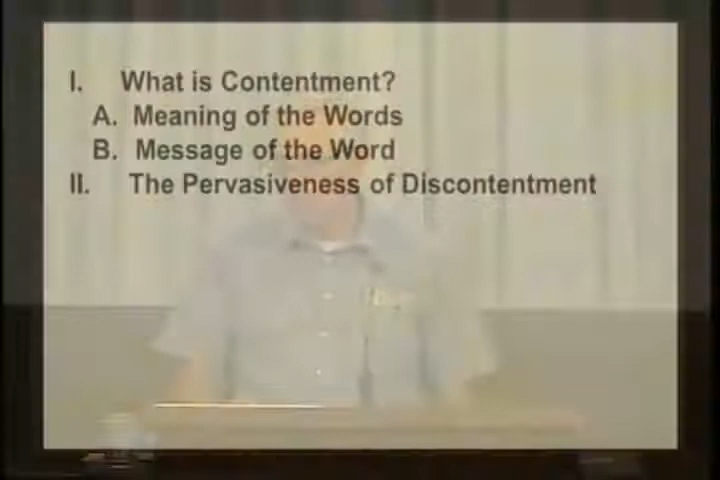 I. What is Contentment?
A. Meaning of the Words
B. Message of the Word
II. The Pervasiveness of Discontentment